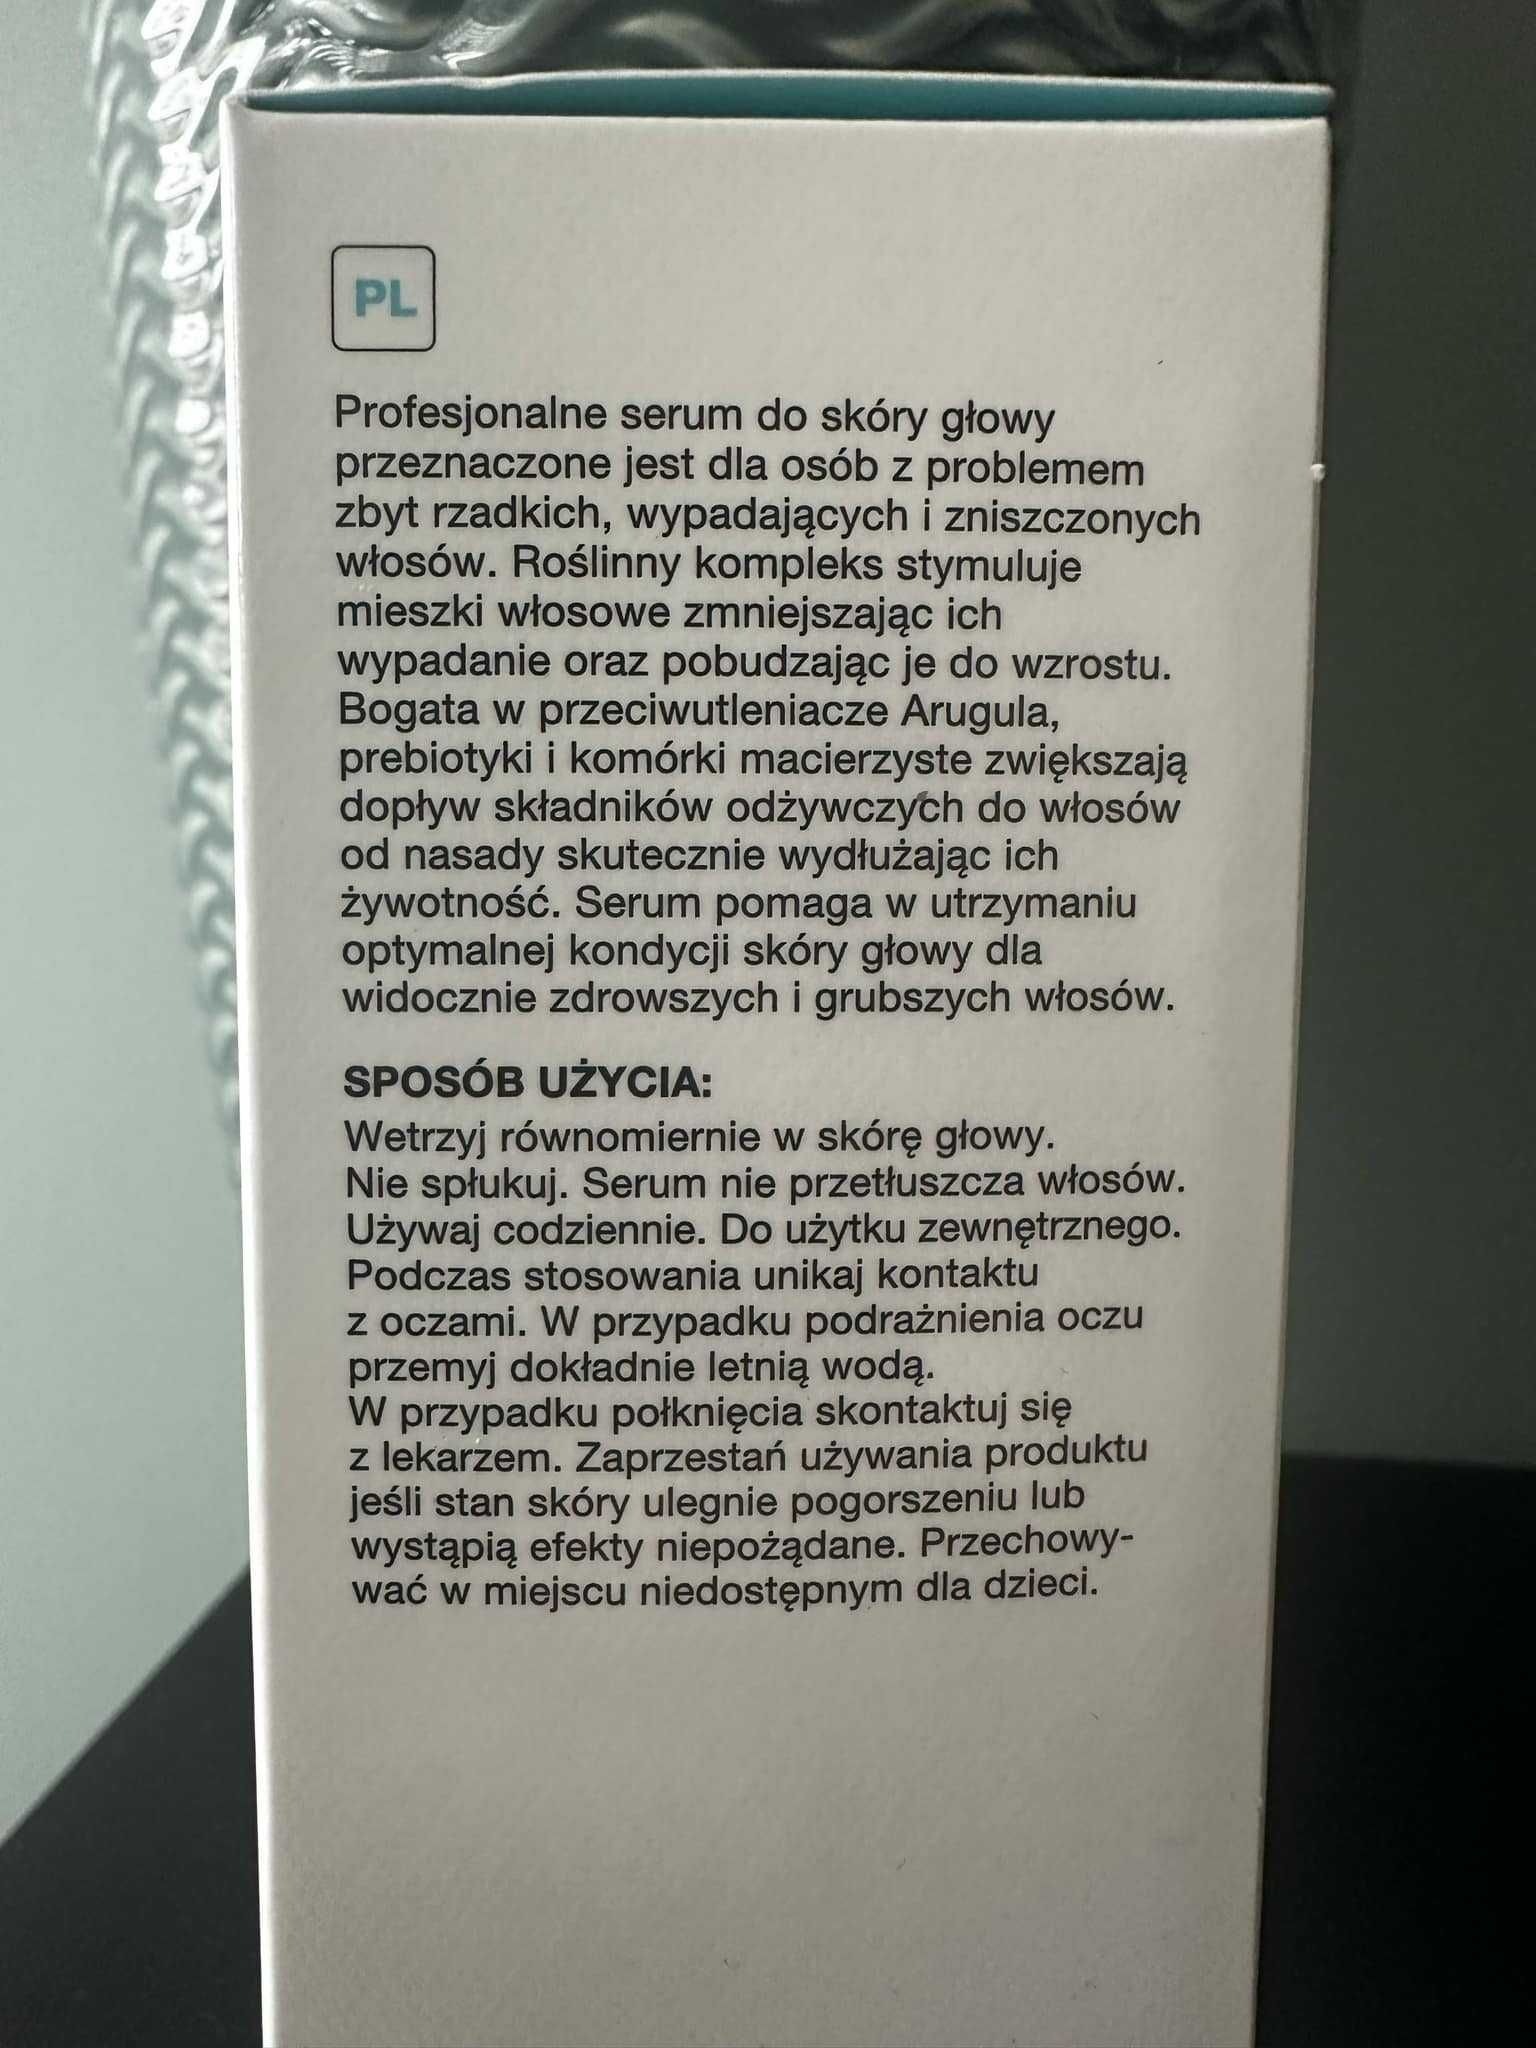 PL
Profesjonalne serum do skóry głowy
przeznaczone jest dla osób z problemem
zbyt rzadkich, wypadających i zniszczonych
włosów. Roślinny kompleks stymuluje
mieszki włosowe zmniejszając ich
wypadanie oraz pobudzając je do wzrostu.
Bogata w przeciwutleniacze Arugula,
prebiotyki i komórki macierzyste zwiększają
dopływ składników odżywczych do włosów
od nasady skutecznie wydłużając ich
żywotność. Serum pomaga w utrzymaniu
optymalnej kondycji skóry głowy dla
widocznie zdrowszych i grubszych włosów.
SPOSÓB UŻYCIA:
Wetrzyj równomiernie w skórę głowy.
Nie spłukuj. Serum nie przetłuszcza włosów.
Używaj codziennie. Do użytku zewnętrznego.
Podczas stosowania unikaj kontaktu
z oczami. W przypadku podrażnienia oczu
przemyj dokładnie letnią wodą.
W przypadku połknięcia skontaktuj się
z lekarzem. Zaprzestań używania produktu
jeśli stan skóry ulegnie pogorszeniu lub
wystąpią efekty niepożądane. Przechowy-
wać w miejscu niedostępnym dla dzieci.